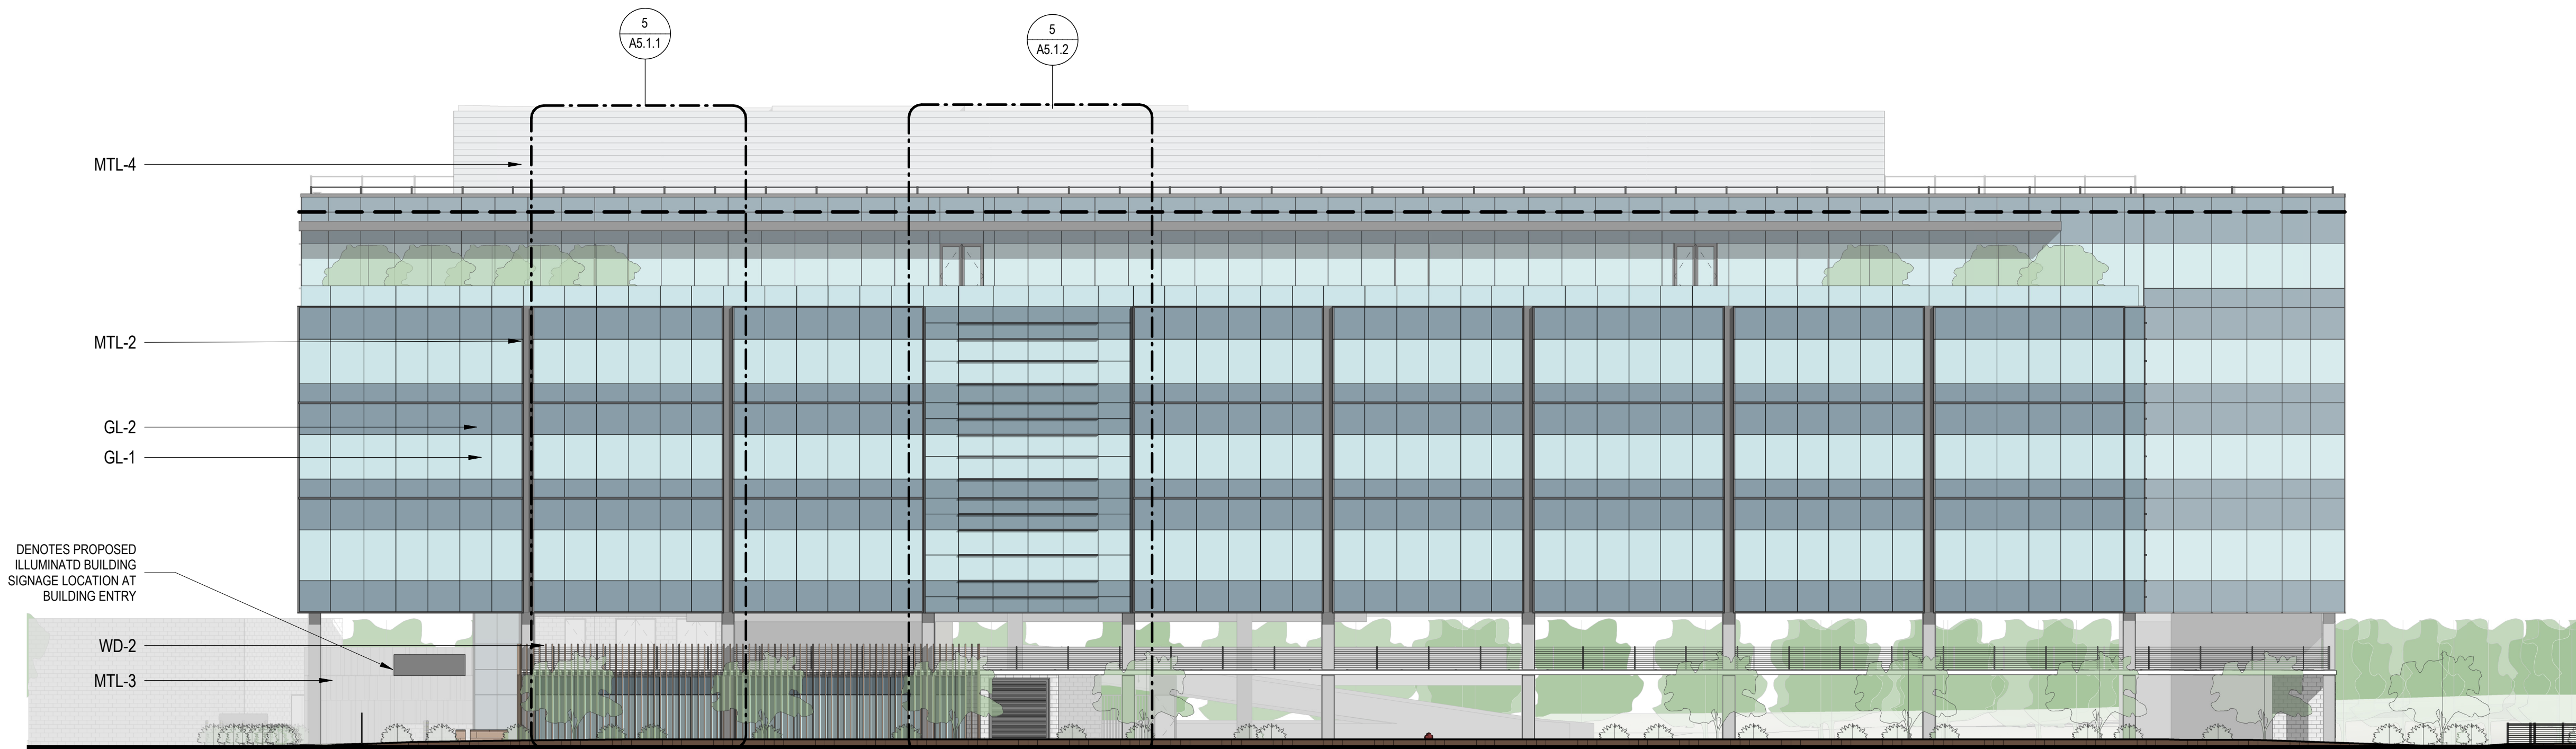 5
A5.1.1
5
A5.1.2
MTL-4
MTL-2
GL-2
GL-1
DENOTES PROPOSED
ILLUMINATD BUILDING
SIGNAGE LOCATION AT
BUILDING ENTRY
WD-2
MTL-3